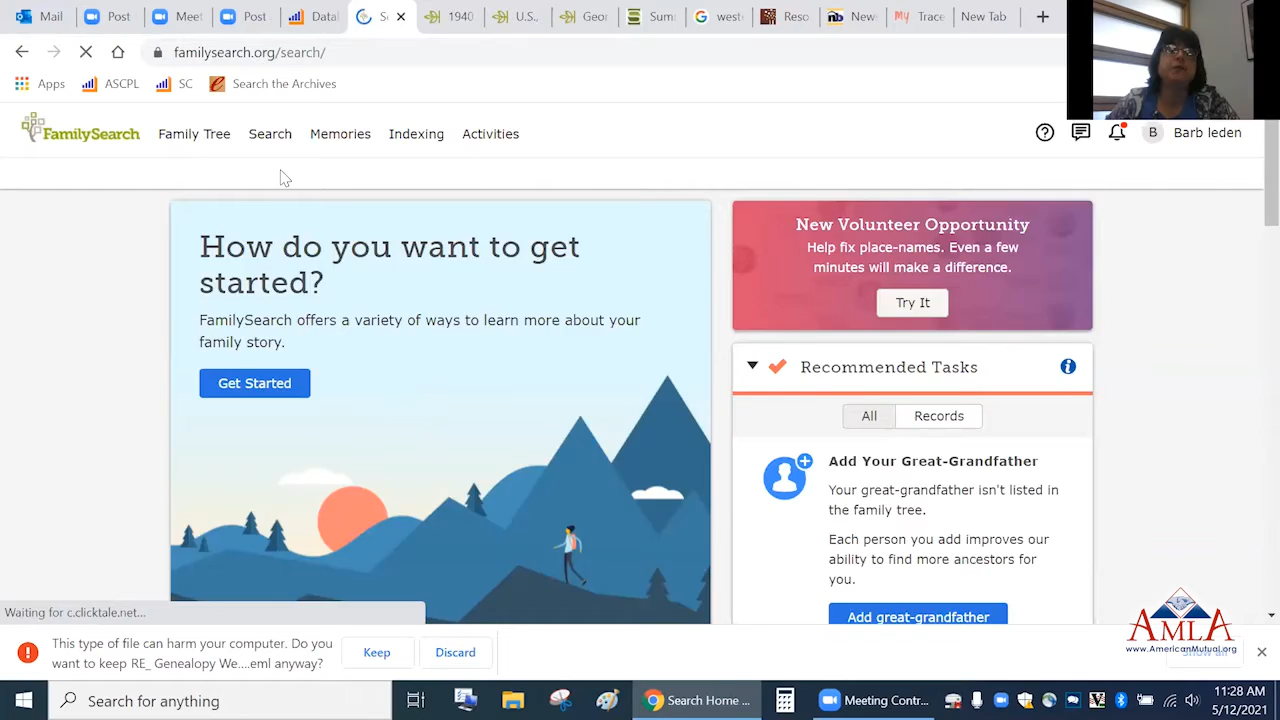 Mail
Post
Meet
Post
Data
S
1940
U.S.
Geor
Sum
west
Reso
nb
New
My
Trace
New Tab
familysearch.org/search/
Apps
ASCPL
SC
Search the Archives
FamilySearch
Family Tree
Search
Memories
Indexing
Activities
B
Barb Ieden
How do you want to get
started?
FamilySearch offers a variety of ways to learn more about your
family story.
Get Started
New Volunteer Opportunity
Help fix place-names. Even a few
minutes will make a difference.
Try It
Recommended Tasks
All
Records
Add Your Great-Grandfather
Your great-grandfather isn't listed in
the family tree.
Each person you add improves our
ability to find more ancestors for
you.
Add great-grandfather
AMLA
www.AmericanMutual.org
Show all
Waiting for c.clicktale.net...
This type of file can harm your computer. Do you
want to keep RE_ Genealopy We....eml anyway?
Keep
Discard
Search for anything
Search Home ...
Meeting Contr...
11:28 AM
5/12/2021